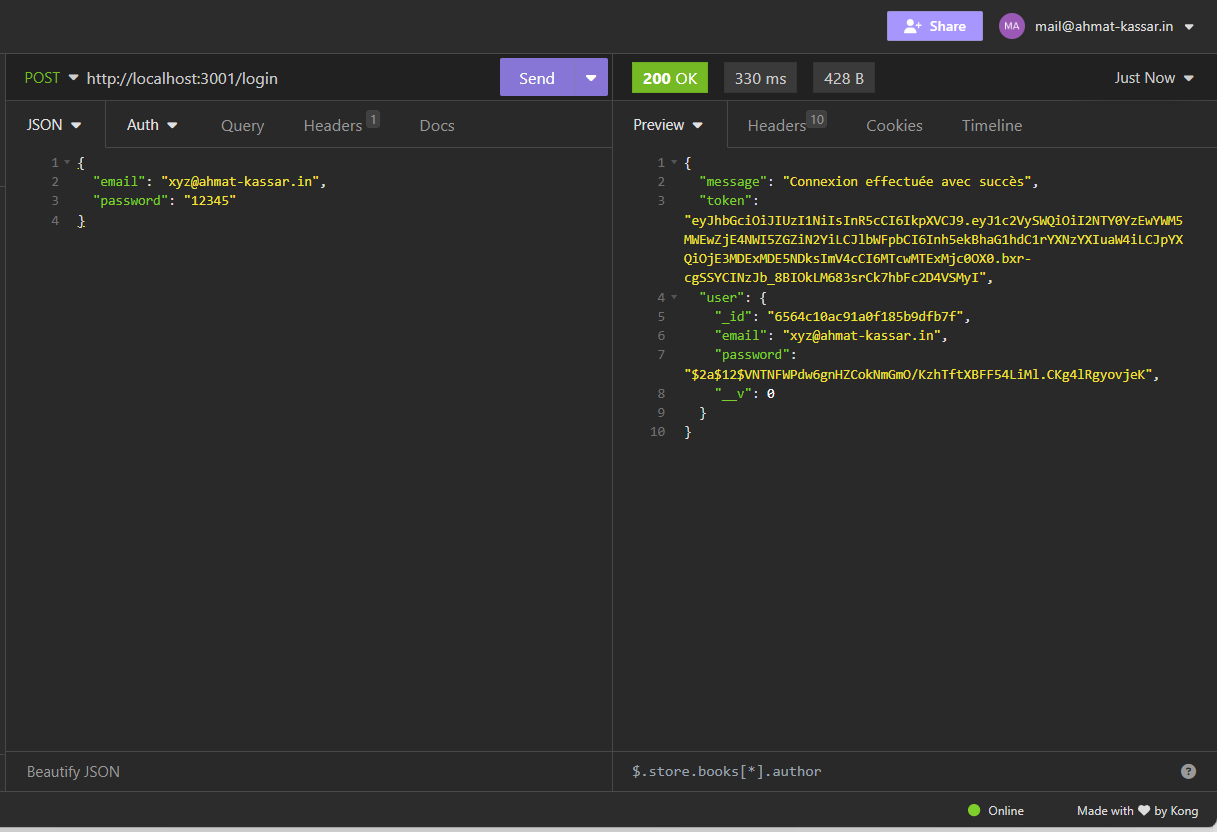 Share
MA
mail@ahmat-kassar.in
POST http://localhost:3001/login
Send
200 OK
330 ms
428 B
Just Now
JSON
Auth
Query
Headers 1
Docs
Preview
Headers 10
Cookies
Timeline
1 {
2 "email": "xyz@ahmat-kassar.in",
3 "password": "12345"
4 }
1 {
2 "message": "Connexion effectuée avec succès",
3 "token":
"eyJhbGciOiJIUzI1NiIsInR5cCI6IkpXVCJ9.eyJ1c2VySWQiOiI2NTY0YzEwYWM5
MWEwZjE4NWI5ZGZiN2YiLCJlbWFpbCI6Inh5ekBhaG1hdC1rYXNzYXIuaW4iLCJpYX
QiOjE3MDExMDE5NDksImV4cCI6MTcwMTExMjc0OX0.bxr-
cgSSYCINzJb_8BIOkLM683srCk7hbFc2D4VSMyI",
4 "user": {
5 "_id": "6564c10ac91a0f185b9dfb7f",
6 "email": "xyz@ahmat-kassar.in",
7 "password":
"$2a$12$VNTNFWPdw6gnHZCokNmGmO/KzhTftXBFF54LiMl.CKg4lRgyovjeK",
8 "__v": 0
9 }
10 }
Beautify JSON
$.store.books[*].author
?
Online
Made with ♥ by Kong